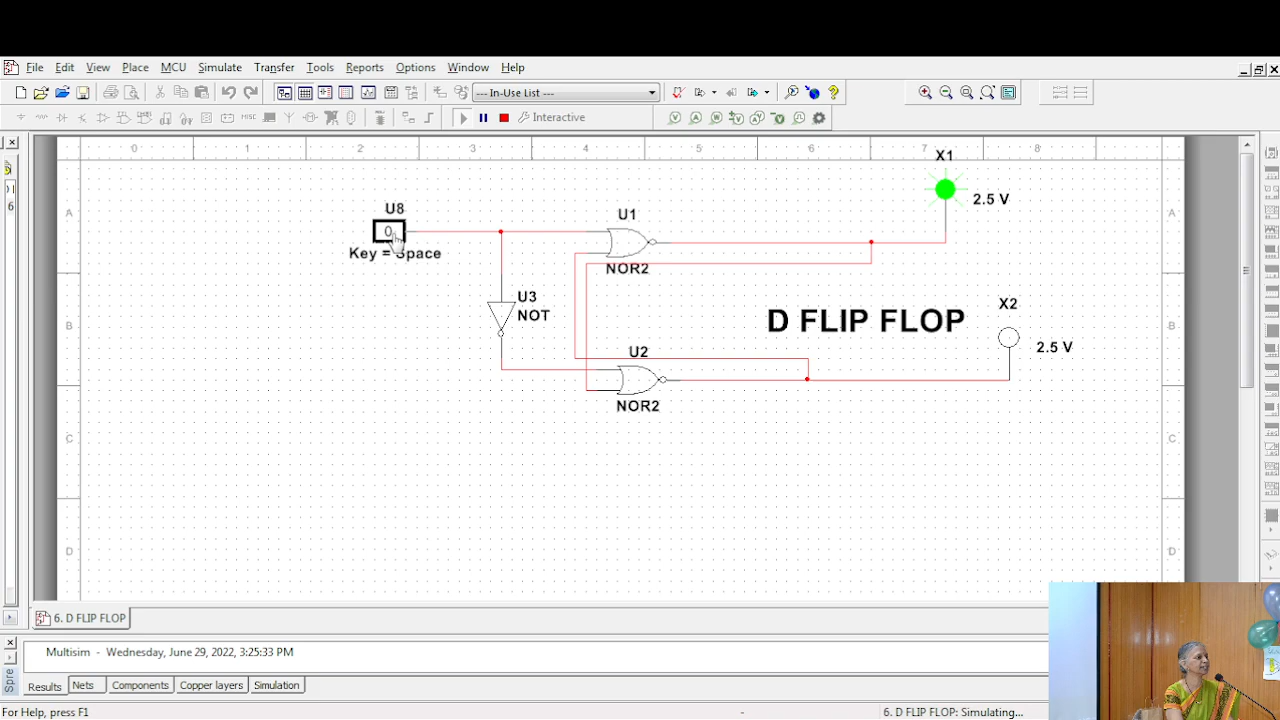 File Edit View Place MCU Simulate Transfer Tools Reports Options Window Help
--- In-Use List ---
Interactive
0 1 2 3 4 5 6 7 8
X1
2.5 V
A A
U8
0
Key = Space
U1
NOR2
U3
NOT
B B
D FLIP FLOP
X2
2.5 V
U2
NOR2
C C
D D
6. D FLIP FLOP
Multisim - Wednesday, June 29, 2022, 3:25:33 PM
Spre
Results Nets Components Copper layers Simulation
For Help, press F1
-
6. D FLIP FLOP: Simulating...